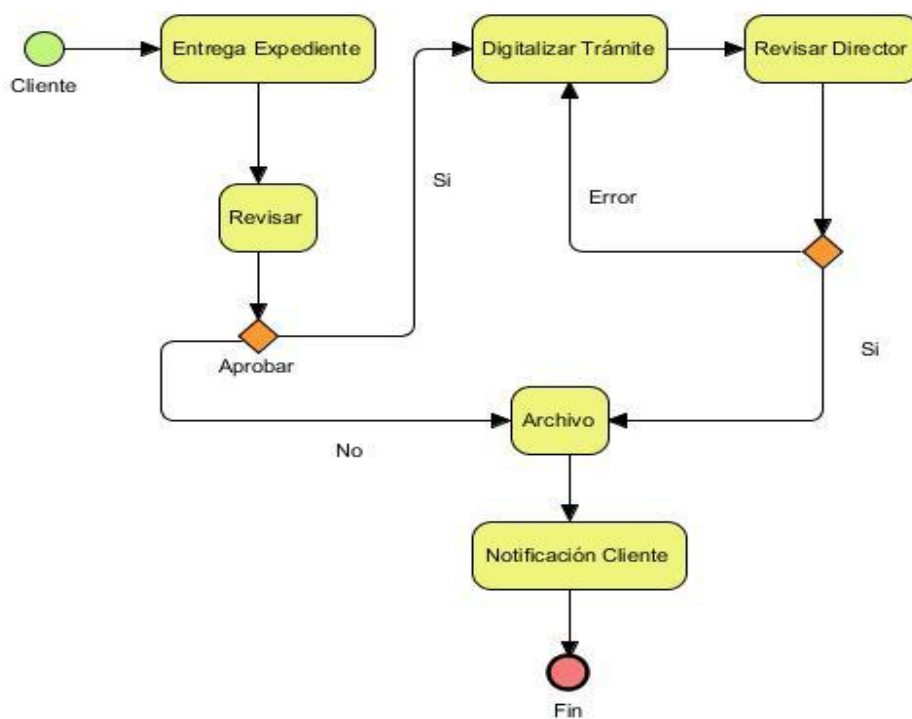 Entrega Expediente
Digitalizar Trámite
Revisar Director
Cliente
Si
Error
Revisar
Aprobar
Si
Archivo
No
Notificación Cliente
Fin